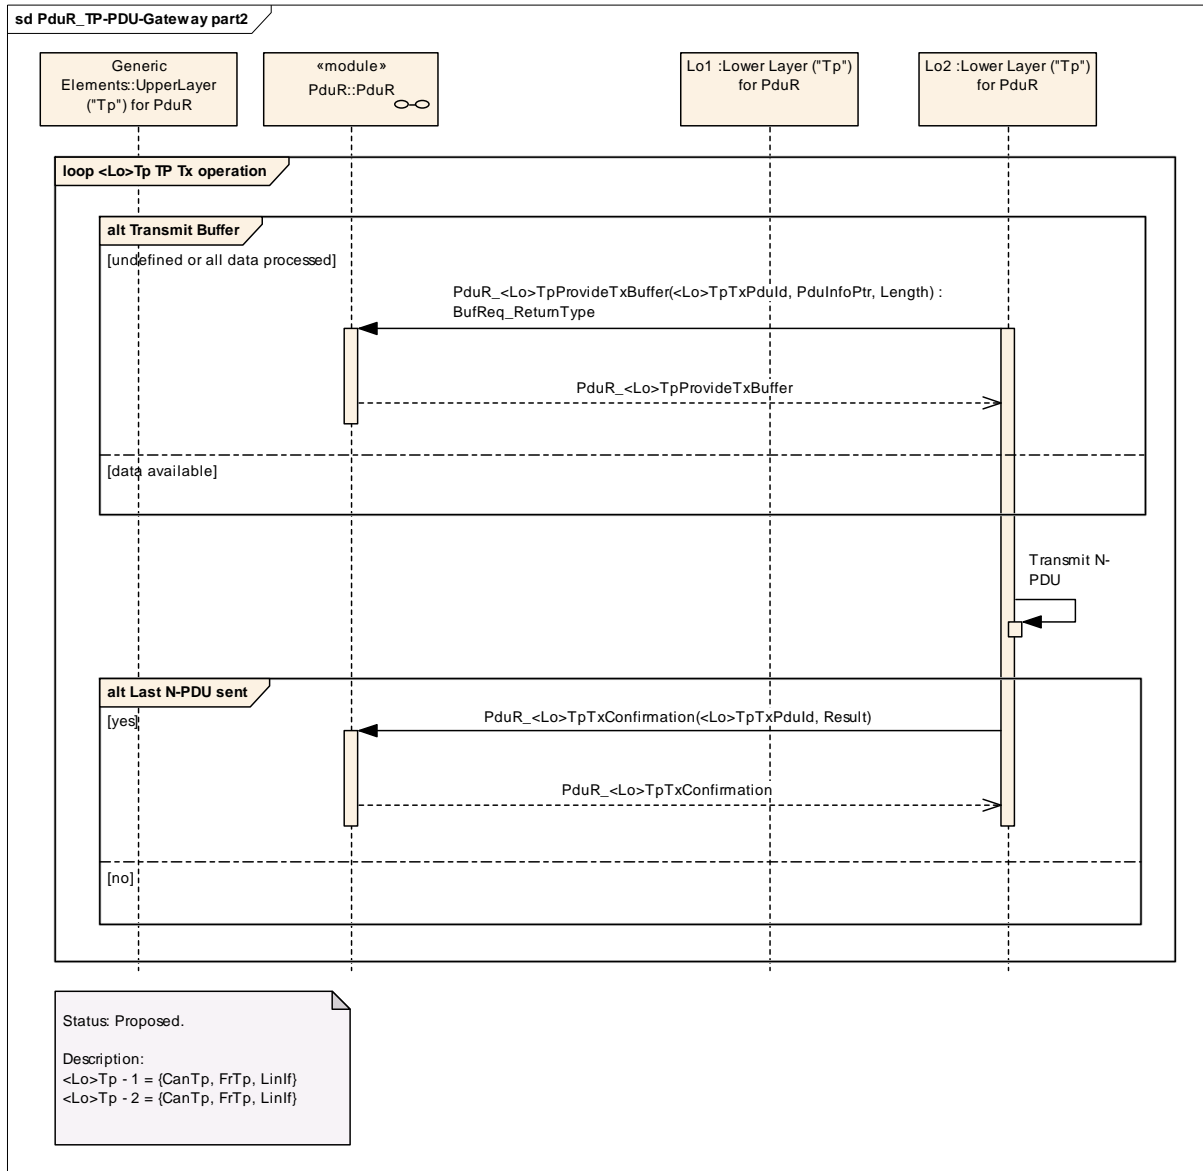 sd PduR_TP-PDU-Gateway part2
Generic
Elements::UpperLayer
("Tp") for PduR
«module»
PduR::PduR
Lo1 :Lower Layer ("Tp")
for PduR
Lo2 :Lower Layer ("Tp")
for PduR
loop <Lo>Tp TP Tx operation
alt Transmit Buffer
[undefined or all data processed]
PduR_<Lo>TpProvideTxBuffer(<Lo>TpTxPduId, PduInfoPtr, Length) :
BufReq_ReturnType
PduR_<Lo>TpProvideTxBuffer
[data available]
Transmit N-
PDU
alt Last N-PDU sent
[yes]
PduR_<Lo>TpTxConfirmation(<Lo>TpTxPduId, Result)
PduR_<Lo>TpTxConfirmation
[no]
Status: Proposed.
Description:
<Lo>Tp - 1 = {CanTp, FrTp, LinIf}
<Lo>Tp - 2 = {CanTp, FrTp, LinIf}